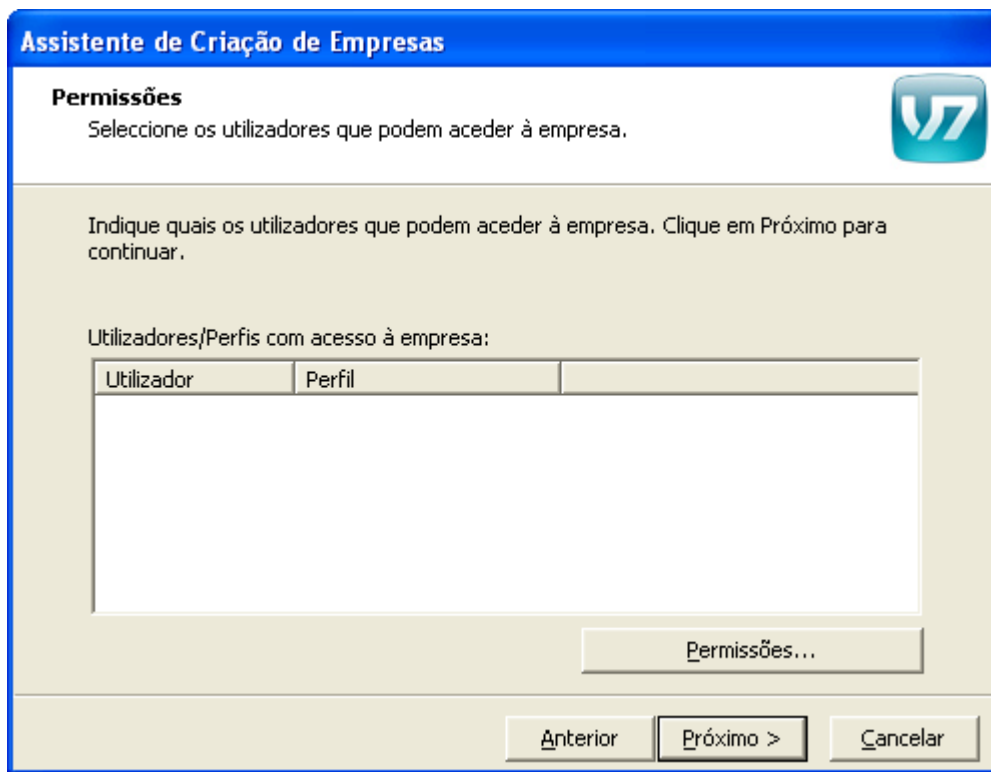 Assistente de Criação de Empresas
Permissões
Seleccione os utilizadores que podem aceder à empresa.
V7
Indique quais os utilizadores que podem aceder à empresa. Clique em Próximo para
continuar.
Utilizadores/Perfis com acesso à empresa:
Utilizador Perfil
Permissões...
Anterior Próximo > Cancelar